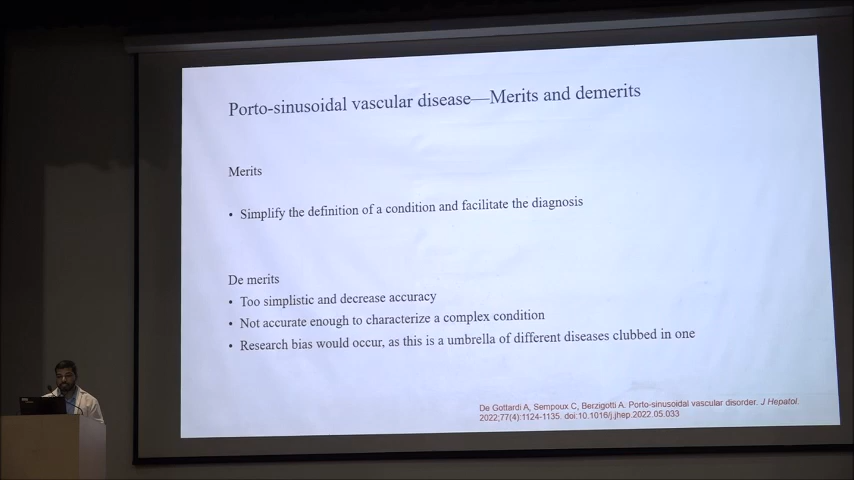 Porto-sinusoidal vascular disease—Merits and demerits
Merits
• Simplify the definition of a condition and facilitate the diagnosis
De merits
• Too simplistic and decrease accuracy
• Not accurate enough to characterize a complex condition
• Research bias would occur, as this is a umbrella of different diseases clubbed in one
De Gottardi A, Sempoux C, Berzigotti A. Porto-sinusoidal vascular disorder. J Hepatol.
2022;77(4):1124-1135. doi:10.1016/j.jhep.2022.05.033